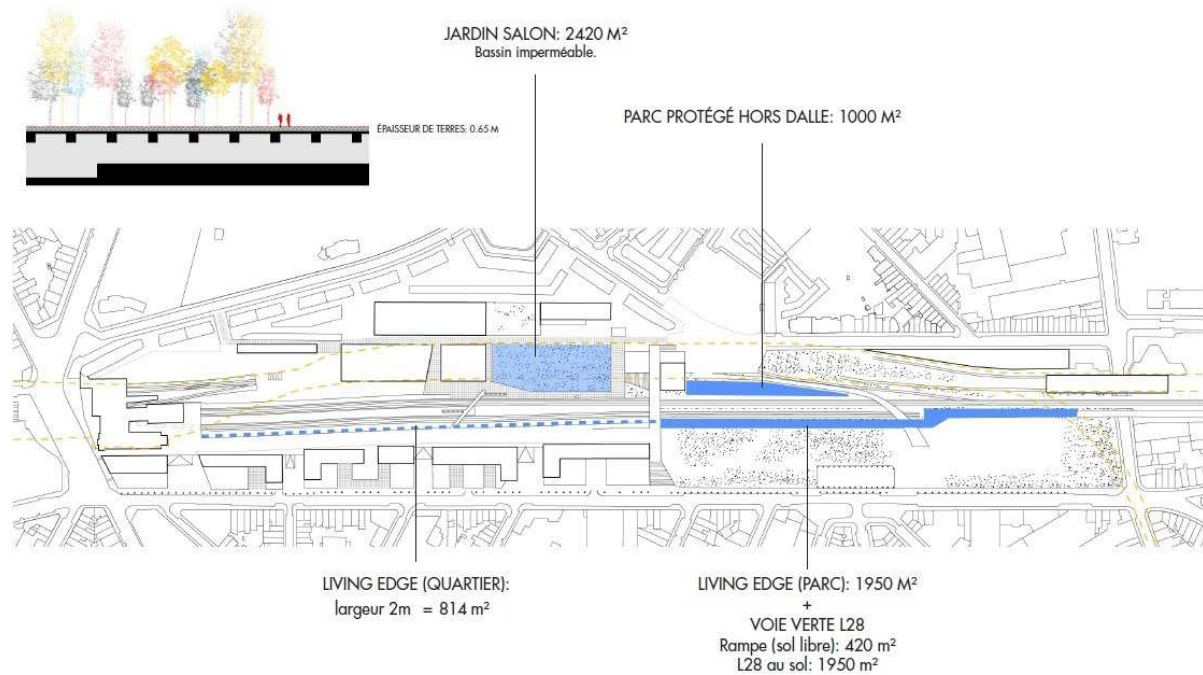 JARDIN SALON: 2420 M²
Bassin imperméable.
PARC PROTÉGÉ HORS DALLE: 1000 M²
ÉPAISSEUR DE TERRES: 0.65 M
LIVING EDGE (QUARTIER):
largeur 2m = 814 m²
LIVING EDGE (PARC): 1950 M²
+
VOIE VERTE L28
Rampe (sol libre): 420 m²
L28 au sol: 1950 m²